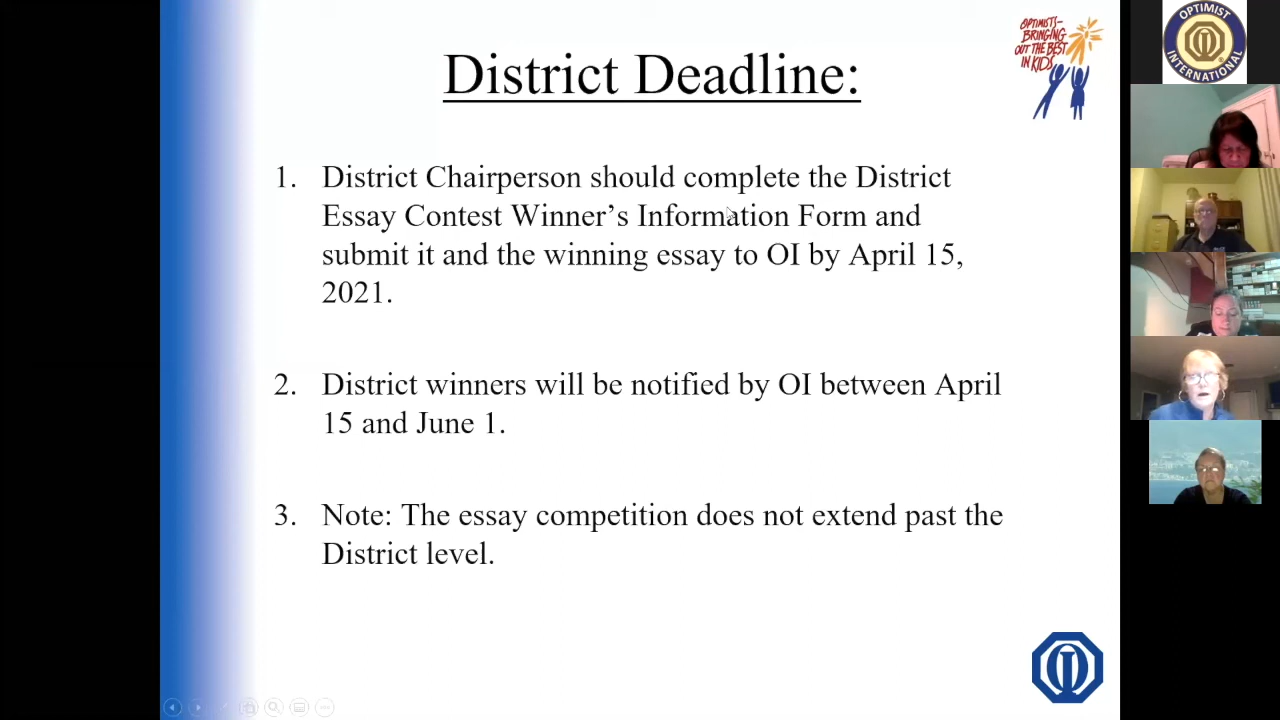 District Deadline:
OPTIMISTS-
BRINGING
OUT THE BEST
IN KIDS
1. District Chairperson should complete the District
Essay Contest Winner’s Information Form and
submit it and the winning essay to OI by April 15,
2021.
2. District winners will be notified by OI between April
15 and June 1.
3. Note: The essay competition does not extend past the
District level.
OPTIMIST
INTERNATIONAL